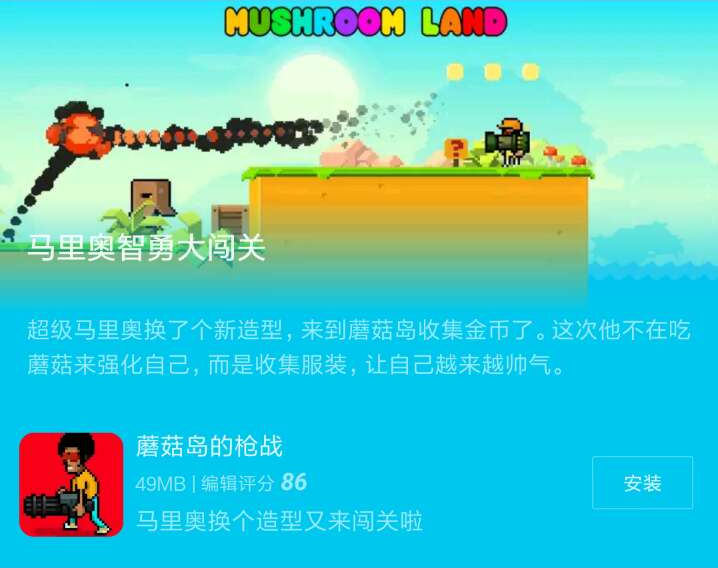 MUSHROOM LAND
?
马里奥智勇大闯关
超级马里奥换了个新造型，来到蘑菇岛收集金币了。这次他不在吃
蘑菇来强化自己，而是收集服装，让自己越来越帅气。
蘑菇岛的枪战
49MB | 编辑评分 86
安装
马里奥换个造型又来闯关啦